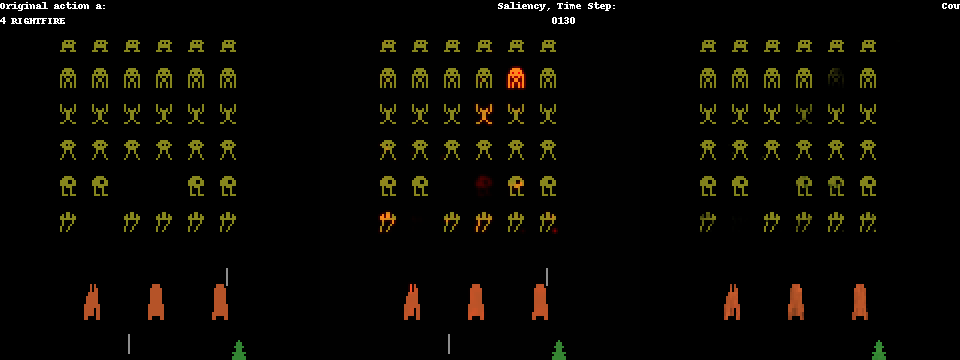 Original action a:
4 RIGHTFIRE
Saliency, Time Step:
0130
Cou